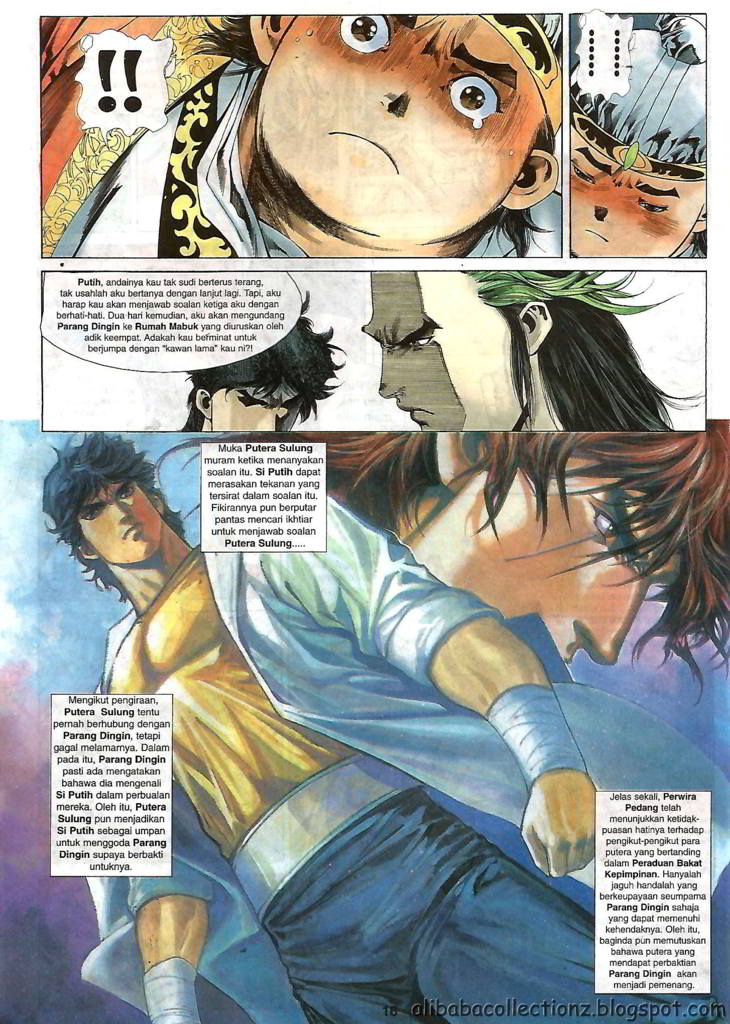 !!
Putih, andainya kau tak sudi berterus terang,
tak usahlah aku bertanya dengan lanjut lagi. Tapi, aku
harap kau akan menjawab soalan ketiga aku dengan
berhati-hati. Dua hari kemudian, aku akan mengundang
Parang Dingin ke Rumah Mabuk yang diuruskan oleh
adik keempat. Adakah kau berminat untuk
berjumpa dengan "kawan lama" kau ni?!
Muka Putera Sulung
muram ketika menanyakan
soalan itu. Si Putih dapat
merasakan tekanan yang
tersirat dalam soalan itu.
Fikirannya pun berputar
pantas mencari ikhtiar
untuk menjawab soalan
Putera Sulung.....
Mengikut pengiraan,
Putera Sulung tentu
pernah berhubung dengan
Parang Dingin, tetapi
gagal melamarnya. Dalam
pada itu, Parang Dingin
pasti ada mengatakan
bahawa dia mengenali
Si Putih dalam perbualan
mereka. Oleh itu, Putera
Sulung pun menjadikan
Si Putih sebagai umpan
untuk menggoda Parang
Dingin supaya berbakti
untuknya.
Jelas sekali, Perwira
Pedang telah
menunjukkan ketidak-
puasan hatinya terhadap
pengikut-pengikut para
putera yang bertanding
dalam Peraduan Bakat
Kepimpinan. Hanyalah
jaguh handalah yang
berkeupayaan seumpama
Parang Dingin sahaja
yang dapat memenuhi
kehendaknya. Oleh itu,
baginda pun memutuskan
bahawa putera yang
mendapat perbaktian
Parang Dingin akan
menjadi pemenang.
16 alibabacollectionz.blogspot.com